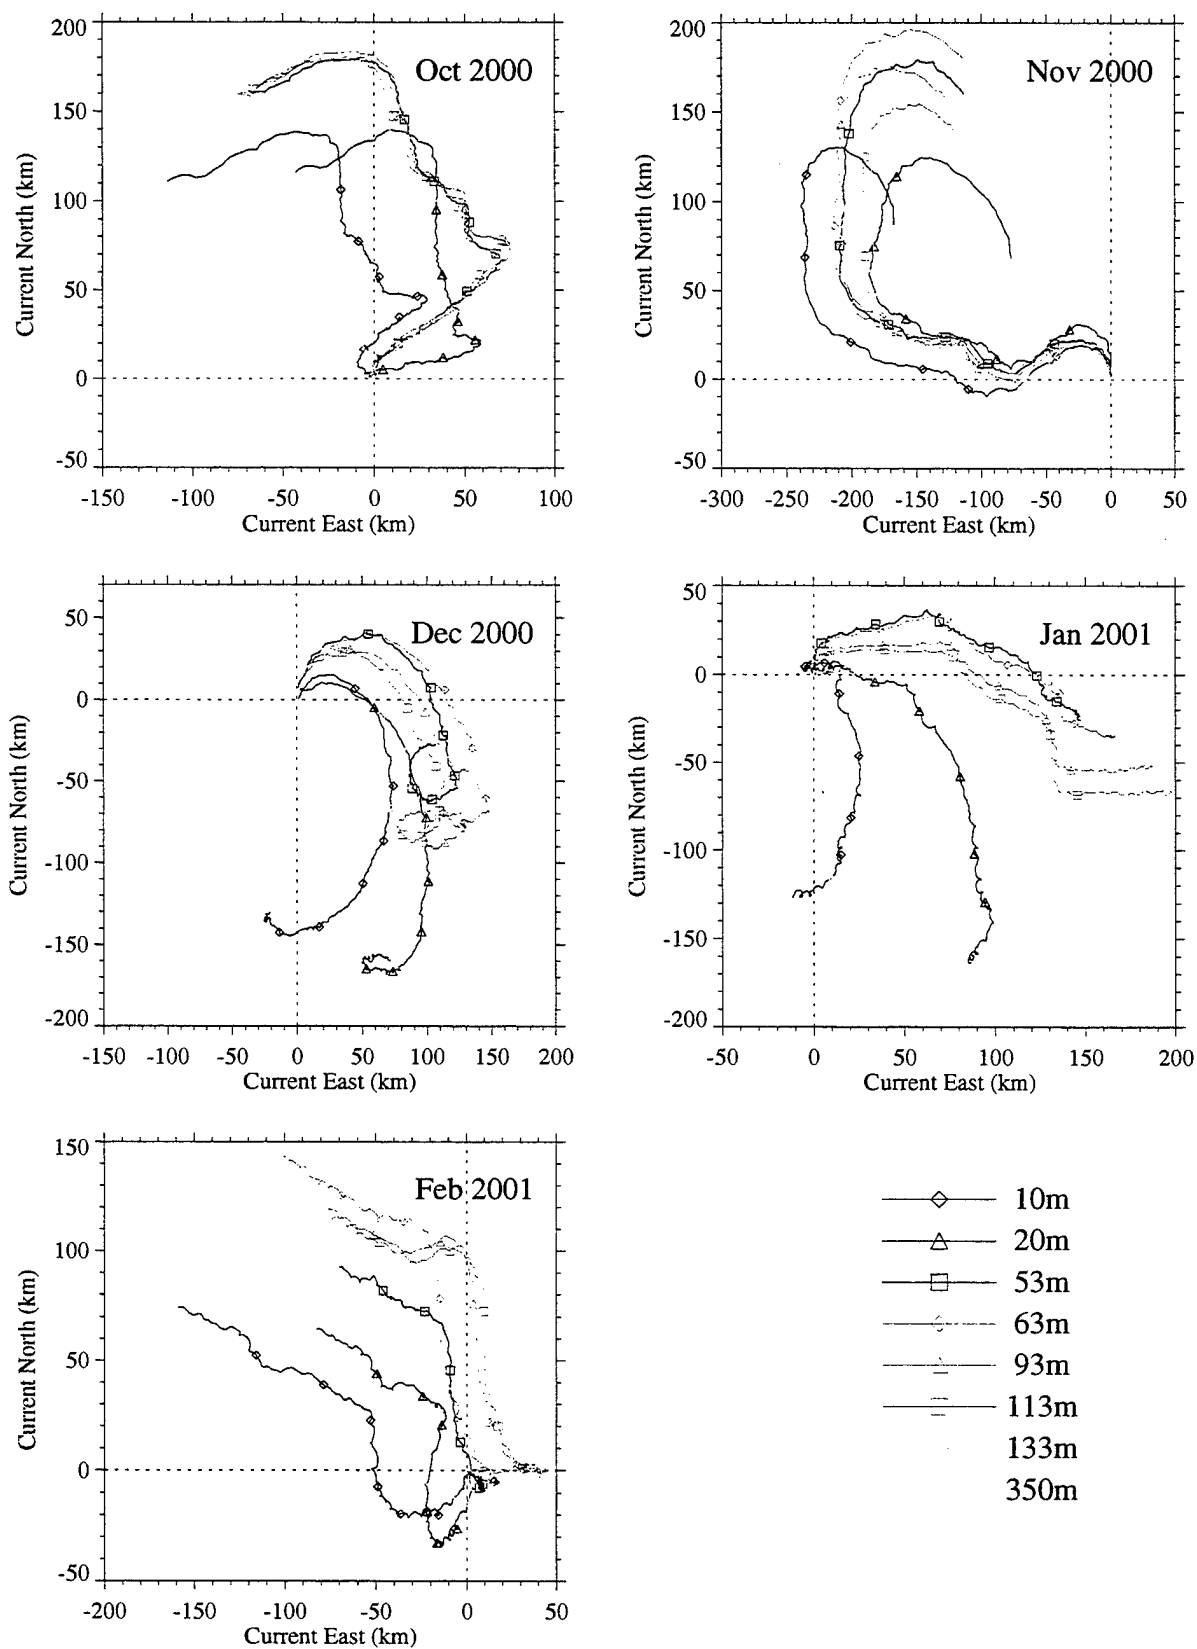 200
150
100
50
0
-50
Current North (km)
Oct 2000
-150 -100 -50 0 50 100
Current East (km)
200
150
100
50
0
-50
Current North (km)
Nov 2000
-300 -250 -200 -150 -100 -50 0 50
Current East (km)
50
0
-50
-100
-150
-200
Current North (km)
Dec 2000
-150 -100 -50 0 50 100 150 200
Current East (km)
50
0
-50
-100
-150
-200
Current North (km)
Jan 2001
-50 0 50 100 150 200
Current East (km)
150
100
50
0
-50
Current North (km)
Feb 2001
-200 -150 -100 -50 0 50
Current East (km)
10m
20m
53m
63m
93m
113m
133m
350m